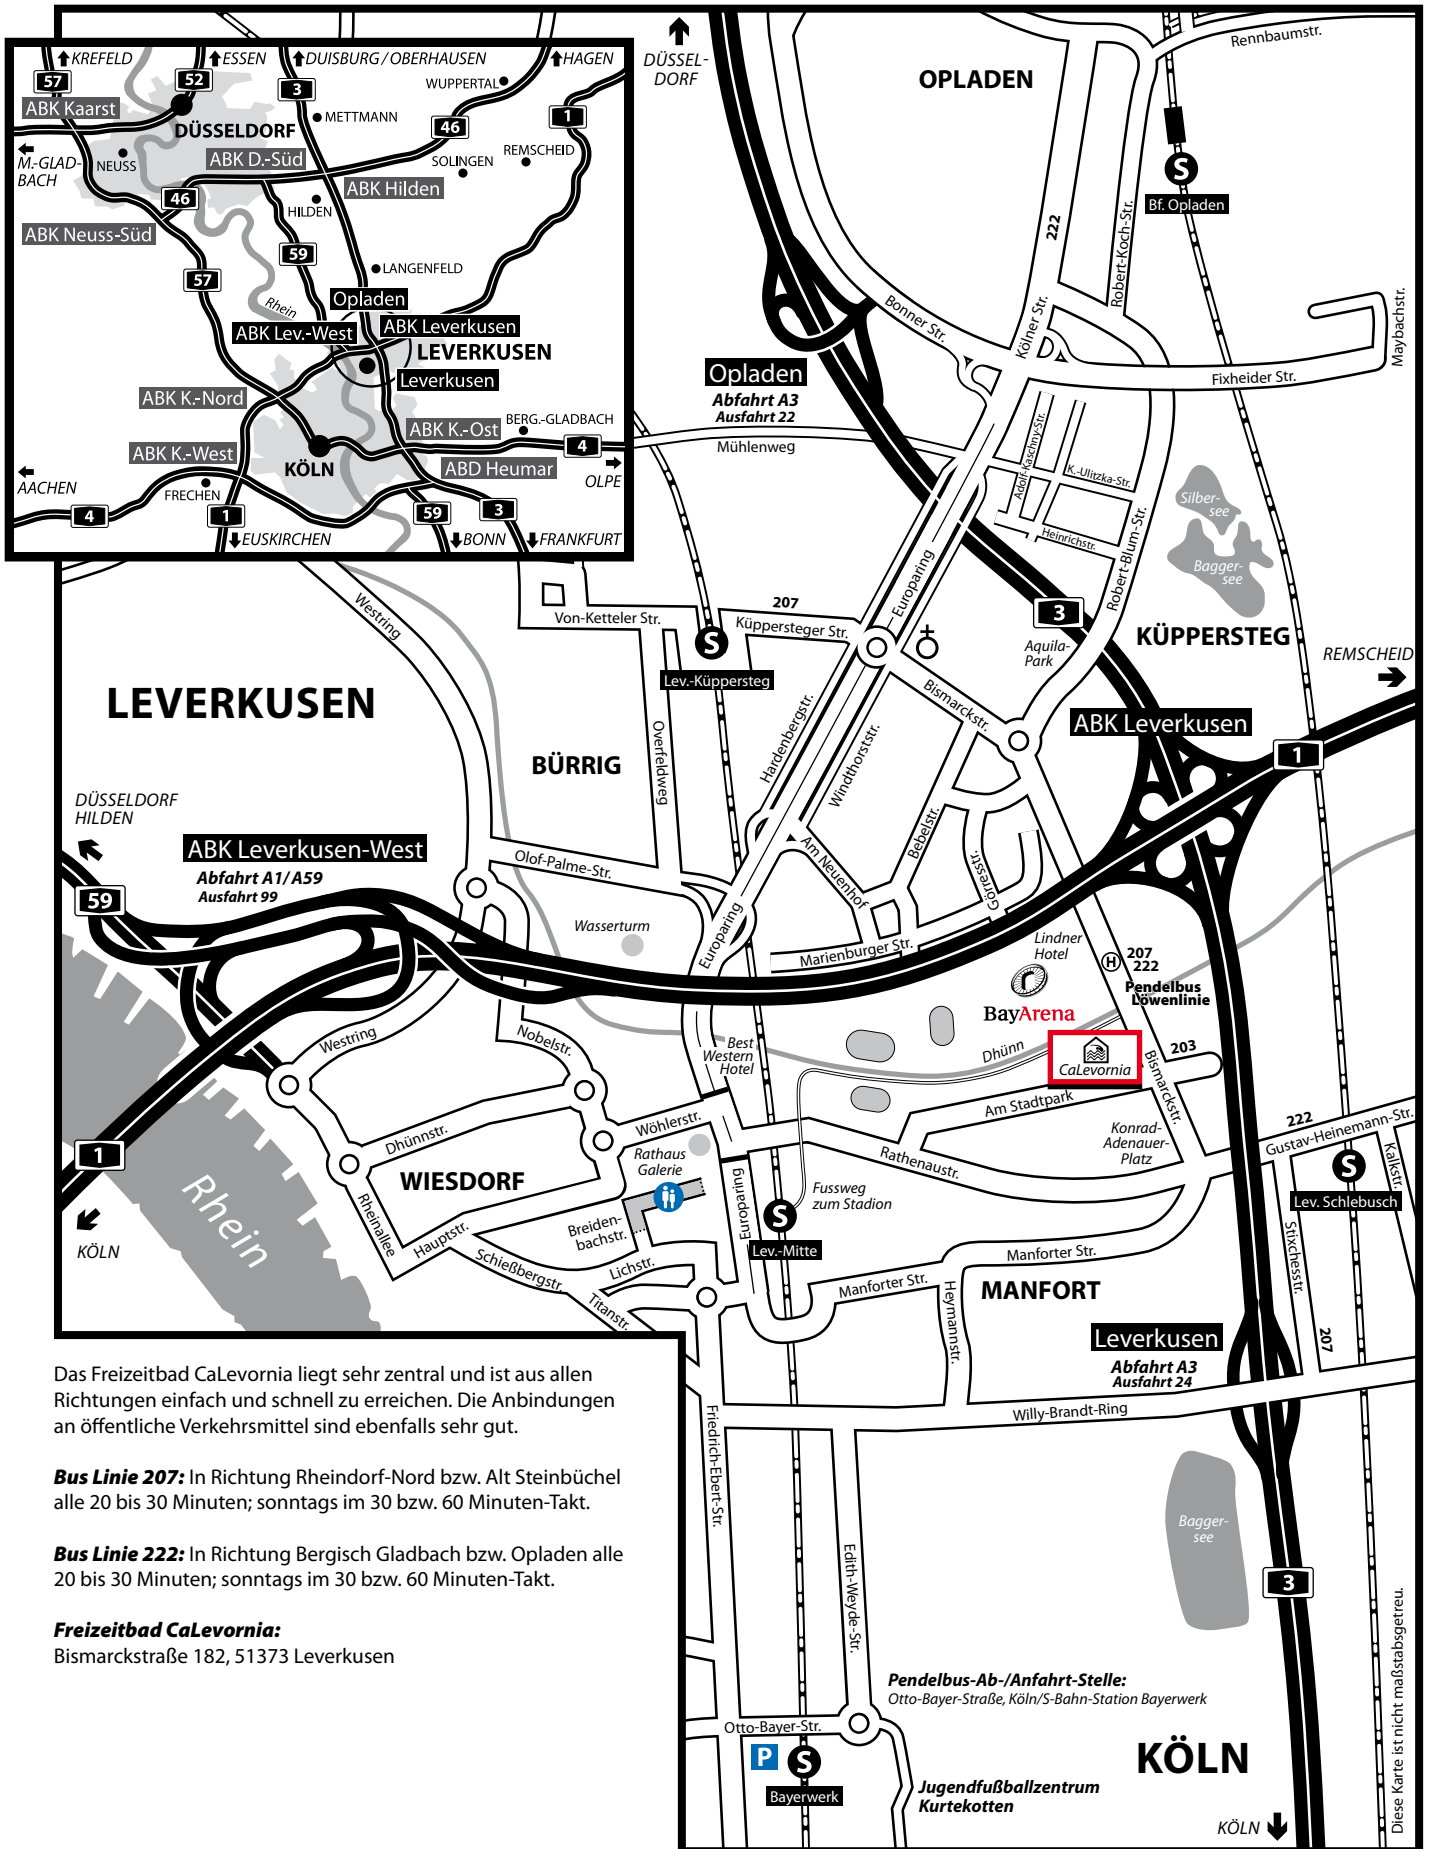 KREFELD
ESSEN
DUISBURG/OBERHAUSEN
HAGEN
57
52
3
WUPPERTAL
ABK Kaarst
METTMANN
1
DÜSSELDORF
46
M.-GLAD-
BACH
NEUSS
ABK D.-Süd
SOLINGEN
REMSCHEID
ABK Hilden
46
HILDEN
ABK Neuss-Süd
59
57
LANGENFELD
Rhein
Opladen
ABK Lev.-West
ABK Leverkusen
LEVERKUSEN
Leverkusen
ABK K.-Nord
BERG.-GLADBACH
ABK K.-Ost
4
ABK K.-West
KÖLN
ABD Heumar
AACHEN
OLPE
FRECHEN
4
1
59
3
EUSKIRCHEN
BONN
FRANKFURT
DÜSSEL-
DORF
OPLADEN
Rennbaumstr.
S
Bf. Opladen
222
Robert-Koch-Str.
Bonner Str.
Kölner Str.
Maybachstr.
Fixheider Str.
Opladen
Abfahrt A3
Ausfahrt 22
Mühlenweg
Adolf-Kaschny-Str.
K.-Ulitzka-Str.
Heinrichstr.
Robert-Blum-Str.
Silber-
see
Bagger-
see
Westring
Von-Ketteler Str.
207
Küppersteger Str.
Europaring
3
KÜPPERSTEG
S
Lev.-Küppersteg
Aquila-
Park
REMSCHEID
LEVERKUSEN
Bismarckstr.
ABK Leverkusen
BÜRRIG
Overfeldweg
Hardenbergstr.
Windthorststr.
1
DÜSSELDORF
HILDEN
ABK Leverkusen-West
Abfahrt A1/A59
Ausfahrt 99
59
Olof-Palme-Str.
Am Neuenhof
Bebelstr.
Görresstr.
Wasserturm
Europaring
Marienburger Str.
Lindner
Hotel
H
207
222
Pendelbus
Löwenlinie
BayArena
Westring
Nobelstr.
Best
Western
Hotel
Dhünn
CaLevornia
203
Bismarckstr.
Am Stadtpark
Dhünnstr.
Wöhlerstr.
Konrad-
Adenauer-
Platz
222
Gustav-Heinemann-Str.
1
Rathaus
Galerie
Rathenaustr.
Kalkstr.
WIESDORF
Rhein
Europaring
Fussweg
zum Stadion
S
Lev. Schlebusch
KÖLN
Rheinallee
Hauptstr.
Breiden-
bachstr.
S
Lev.-Mitte
Stixchesstr.
Schießbergstr.
Lichstr.
Manforter Str.
Titanstr.
Manforter Str.
MANFORT
Heymannstr.
Leverkusen
Abfahrt A3
Ausfahrt 24
207
Willy-Brandt-Ring
Friedrich-Ebert-Str.
Bagger-
see
Edith-Weyde-Str.
3
Das Freizeitbad CaLevornia liegt sehr zentral und ist aus allen
Richtungen einfach und schnell zu erreichen. Die Anbindungen
an öffentliche Verkehrsmittel sind ebenfalls sehr gut.
Bus Linie 207: In Richtung Rheindorf-Nord bzw. Alt Steinbüchel
alle 20 bis 30 Minuten; sonntags im 30 bzw. 60 Minuten-Takt.
Bus Linie 222: In Richtung Bergisch Gladbach bzw. Opladen alle
20 bis 30 Minuten; sonntags im 30 bzw. 60 Minuten-Takt.
Freizeitbad CaLevornia:
Bismarckstraße 182, 51373 Leverkusen
Pendelbus-Ab-/Anfahrt-Stelle:
Otto-Bayer-Straße, Köln/S-Bahn-Station Bayerwerk
Otto-Bayer-Str.
P
S
Bayerwerk
KÖLN
Jugendfußballzentrum
Kurtekotten
KÖLN
Diese Karte ist nicht maßstabsgetreu.